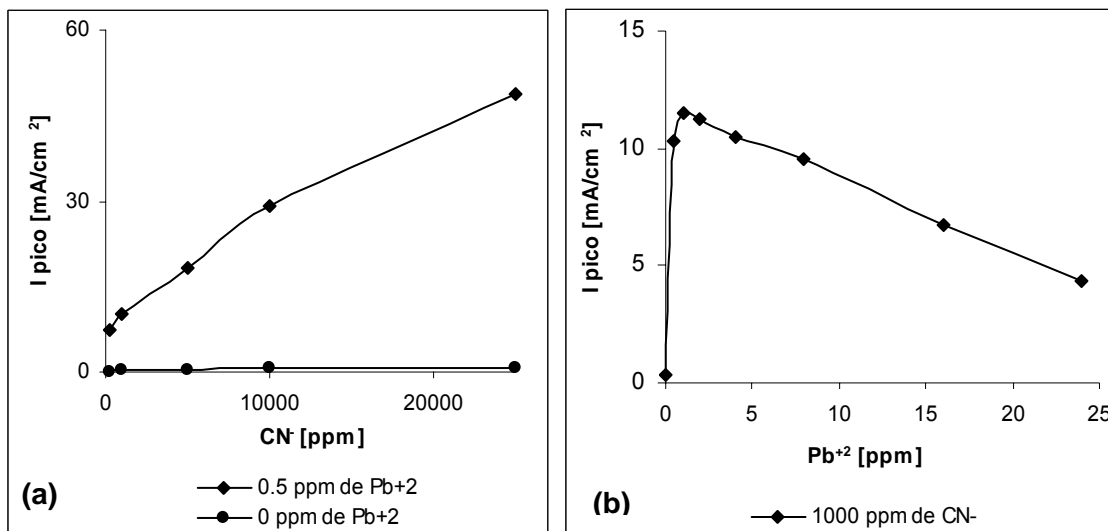 60
30
0
I pico [mA/cm ²]
0
10000
20000
CN⁻ [ppm]
(a)
0.5 ppm de Pb+2
0 ppm de Pb+2
15
10
5
0
I pico [mA/cm ²]
0
5
10
15
20
25
Pb⁺² [ppm]
(b)
1000 ppm de CN-